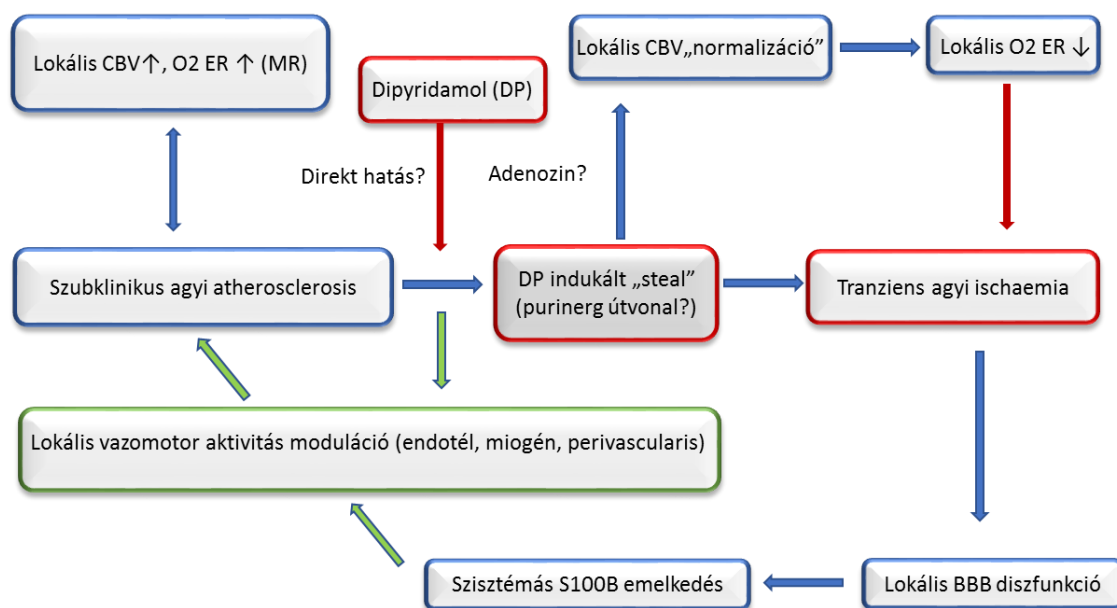 Lokális CBV↑, O2 ER ↑ (MR)
Dipyridamol (DP)
Lokális CBV„normalizáció”
Lokális O2 ER ↓
Direkt hatás?
Adenozin?
Szubklinikus agyi atherosclerosis
DP indukált „steal”
(purinerg útvonal?)
Tranziens agyi ischaemia
Lokális vazomotor aktivitás moduláció (endotél, miogén, perivascularis)
Szisztémás S100B emelkedés
Lokális BBB diszfunkció